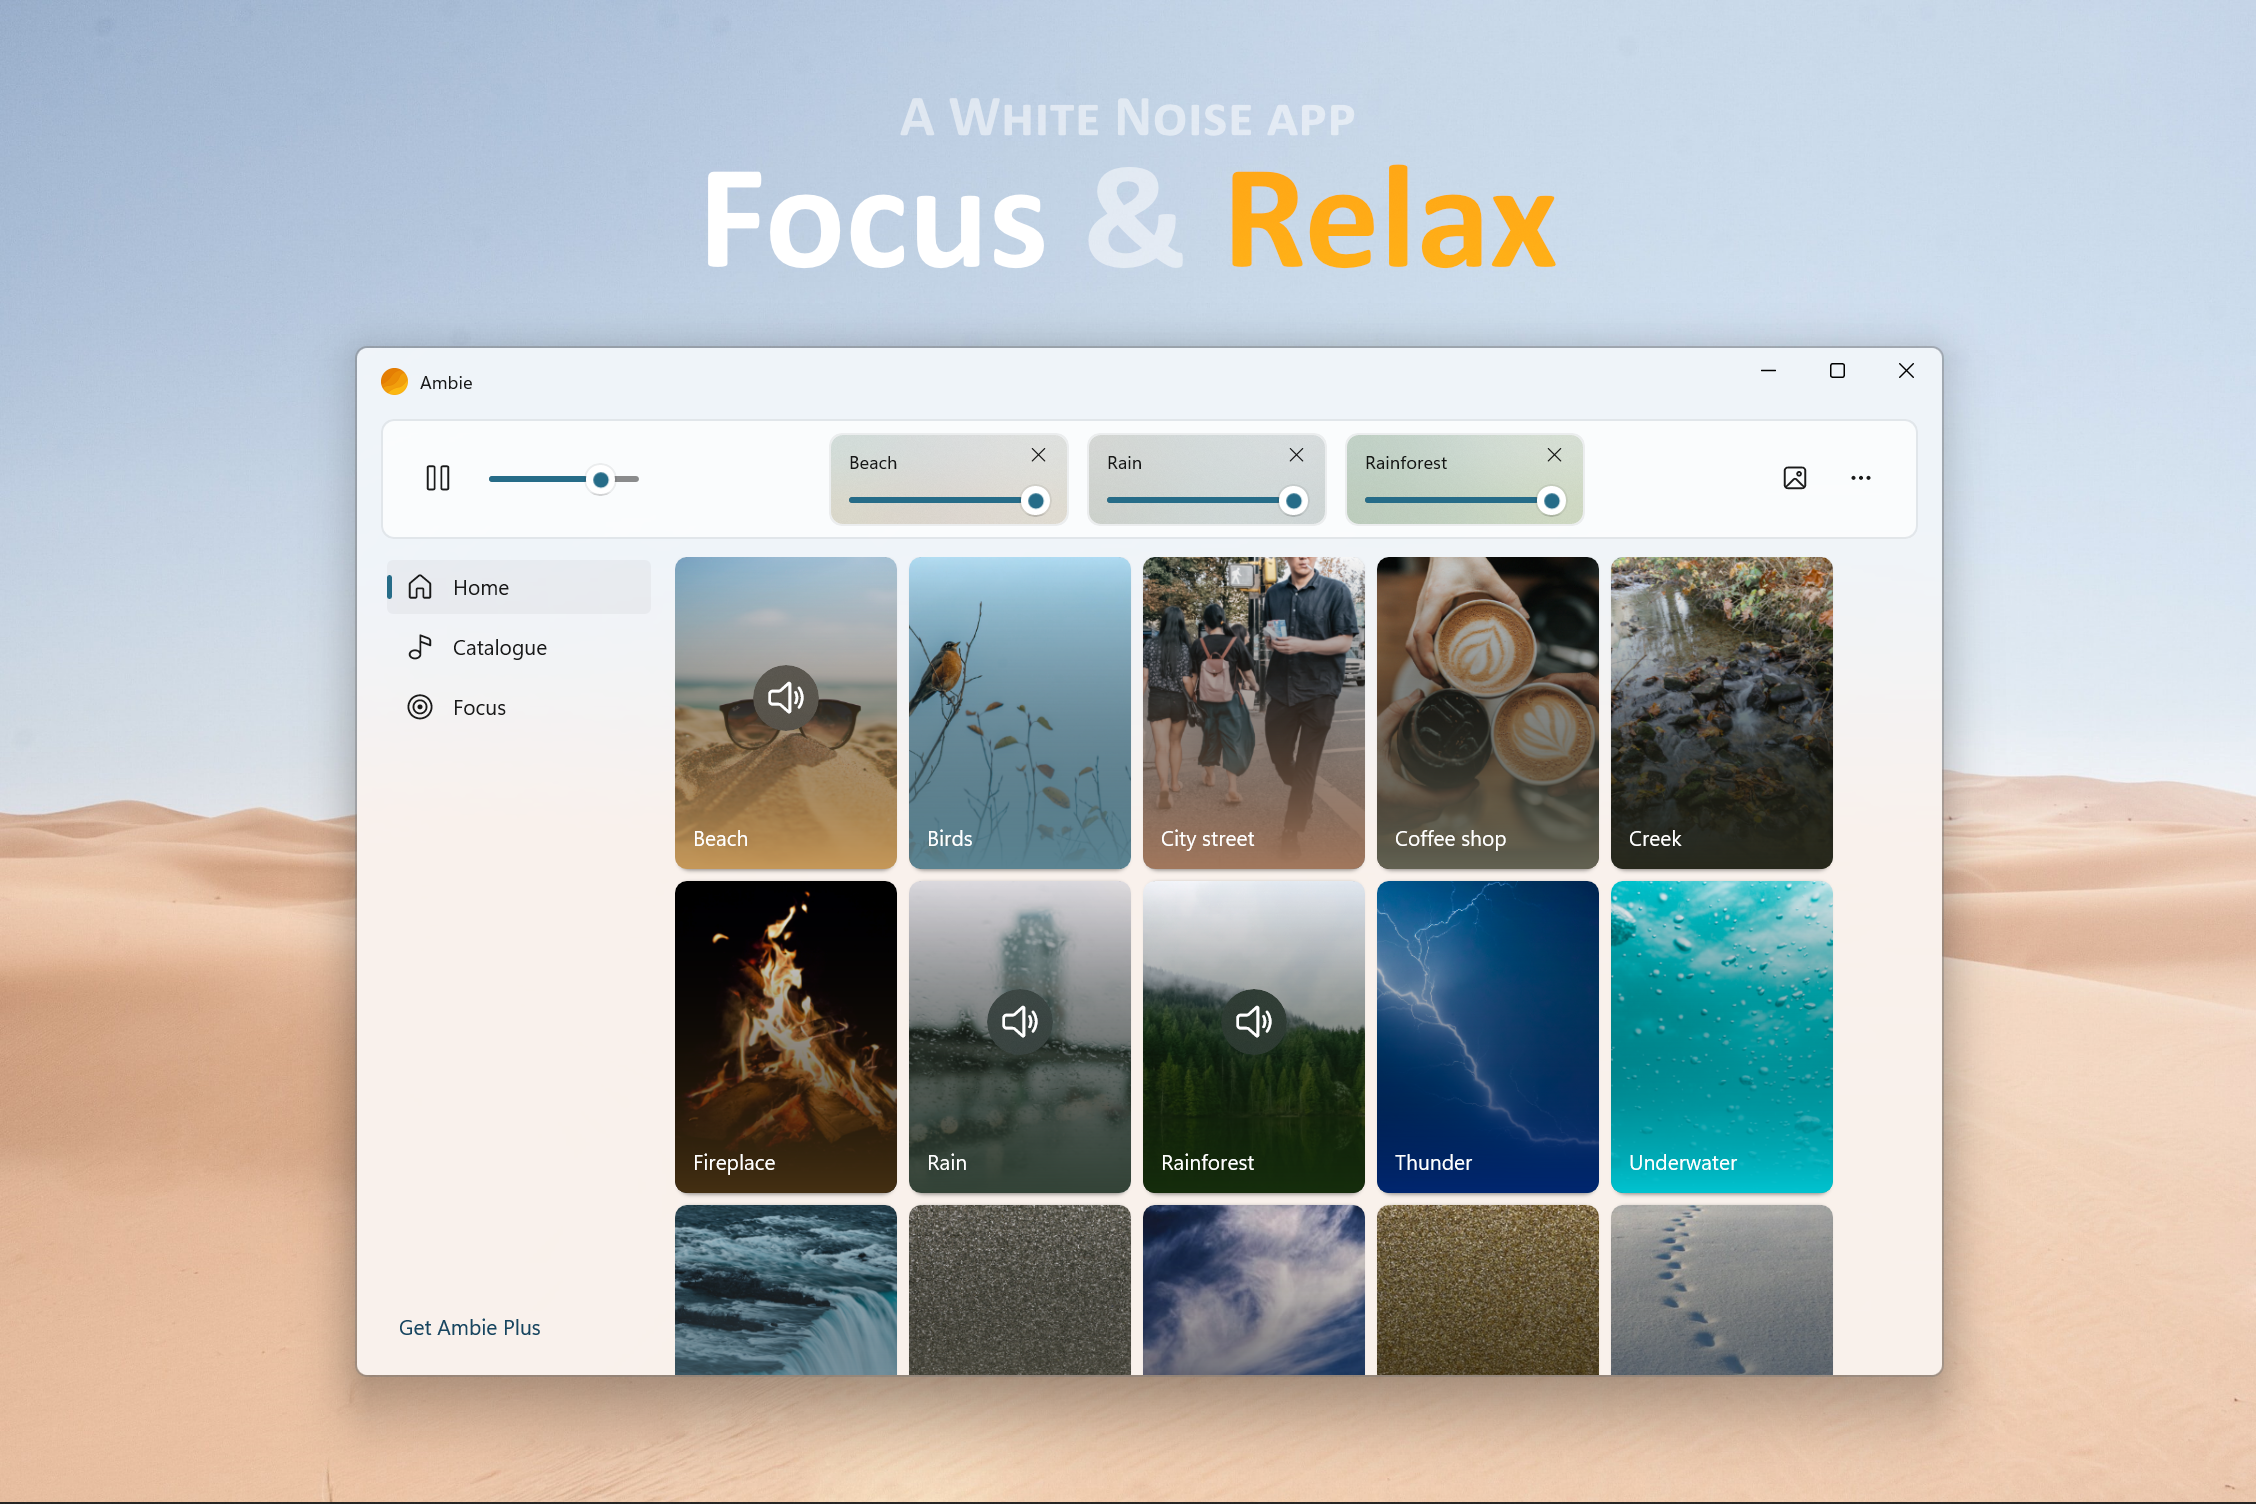 A WHITE NOISE APP
Focus & Relax
Ambie
Beach
Rain
Rainforest
Home
Catalogue
Focus
Beach
Birds
City street
Coffee shop
Creek
Fireplace
Rain
Rainforest
Thunder
Underwater
Get Ambie Plus